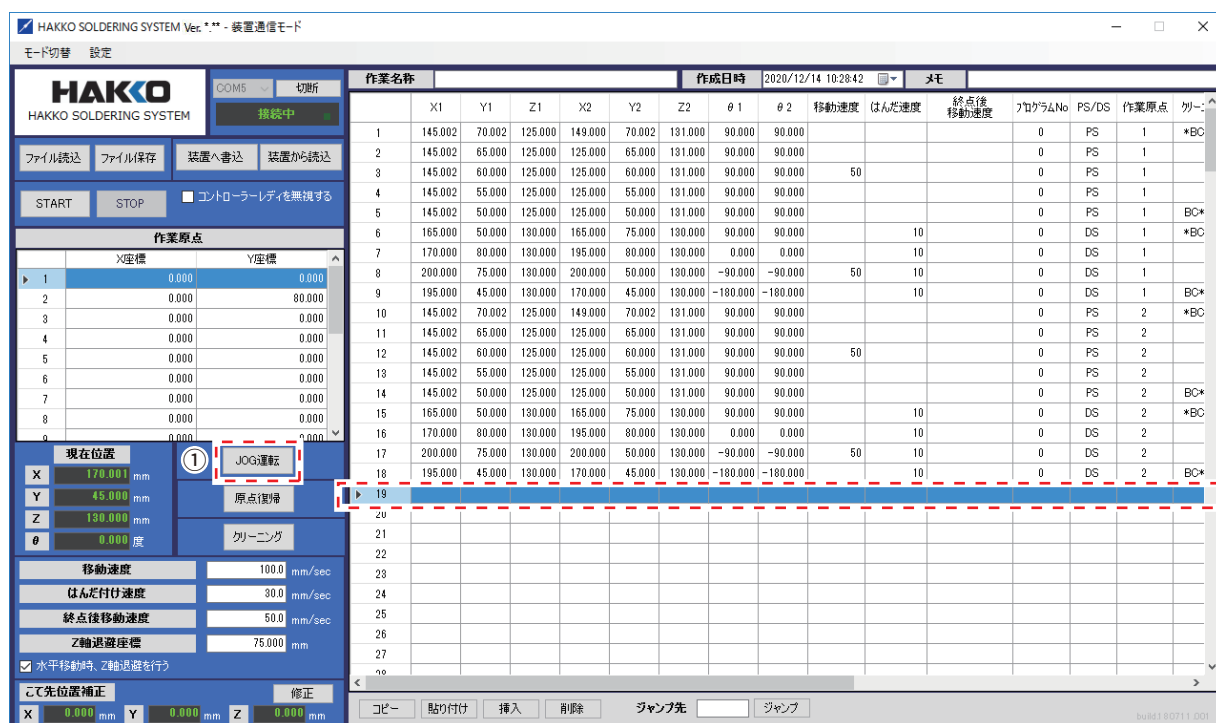 HAKKO SOLDERING SYSTEM Ver. *.** - 装置通信モード
モード切替 設定
HAKKO
HAKKO SOLDERING SYSTEM
COM5 切断
接続中
ファイル読込 ファイル保存 装置へ書込 装置から読込
START STOP コントローラーレディを無視する
作業原点
X座標 Y座標
1 0.000 0.000
2 0.000 80.000
3 0.000 0.000
4 0.000 0.000
5 0.000 0.000
6 0.000 0.000
7 0.000 0.000
8 0.000 0.000
9 0.000 0.000
現在位置
X 170.001 mm
Y 45.000 mm
Z 130.000 mm
θ 0.000 度
① JOG運転
原点復帰
クリーニング
移動速度 100.0 mm/sec
はんだ付け速度 30.0 mm/sec
終点後移動速度 50.0 mm/sec
Z軸退避座標 75.000 mm
水平移動時、Z軸退避を行う
こて先位置補正 修正
X 0.000 mm Y 0.000 mm Z 0.000 mm
作業名称 作成日時 2020/12/14 10:28:42 メモ
X1 Y1 Z1 X2 Y2 Z2 θ1 θ2 移動速度 はんだ速度 終点後移動速度 プログラムNo PS/DS 作業原点 クリー
1 145.002 70.002 125.000 149.000 70.002 131.000 90.000 90.000 0 PS 1 *BC
2 145.002 65.000 125.000 125.000 65.000 131.000 90.000 90.000 0 PS 1
3 145.002 60.000 125.000 125.000 60.000 131.000 90.000 90.000 50 0 PS 1
4 145.002 55.000 125.000 125.000 55.000 131.000 90.000 90.000 0 PS 1
5 145.002 50.000 125.000 125.000 50.000 131.000 90.000 90.000 0 PS 1 BC*
6 165.000 50.000 130.000 165.000 75.000 130.000 90.000 90.000 10 0 DS 1 *BC
7 170.000 80.000 130.000 195.000 80.000 130.000 0.000 0.000 10 0 DS 1
8 200.000 75.000 130.000 200.000 50.000 130.000 -90.000 -90.000 50 10 0 DS 1
9 195.000 45.000 130.000 170.000 45.000 130.000 -180.000 -180.000 10 0 DS 1 BC*
10 145.002 70.002 125.000 149.000 70.002 131.000 90.000 90.000 0 PS 2 *BC
11 145.002 65.000 125.000 125.000 65.000 131.000 90.000 90.000 0 PS 2
12 145.002 60.000 125.000 125.000 60.000 131.000 90.000 90.000 50 0 PS 2
13 145.002 55.000 125.000 125.000 55.000 131.000 90.000 90.000 0 PS 2
14 145.002 50.000 125.000 125.000 50.000 131.000 90.000 90.000 0 PS 2 BC*
15 165.000 50.000 130.000 165.000 75.000 130.000 90.000 90.000 10 0 DS 2 *BC
16 170.000 80.000 130.000 195.000 80.000 130.000 0.000 0.000 10 0 DS 2
17 200.000 75.000 130.000 200.000 50.000 130.000 -90.000 -90.000 50 10 0 DS 2
18 195.000 45.000 130.000 170.000 45.000 130.000 -180.000 -180.000 10 0 DS 2 BC*
19
20
21
22
23
24
25
26
27
28
コピー 貼り付け 挿入 削除 ジャンプ先 ジャンプ
build180711.001